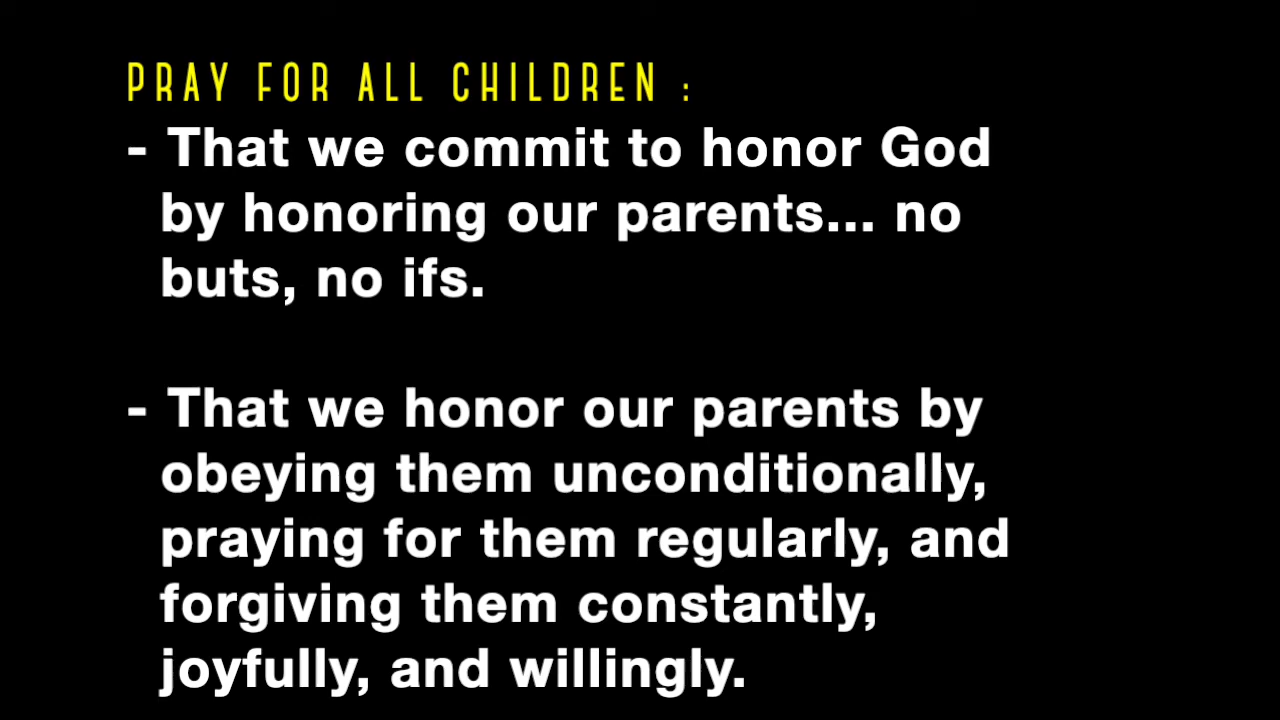 PRAY FOR ALL CHILDREN :
- That we commit to honor God
by honoring our parents... no
buts, no ifs.
- That we honor our parents by
obeying them unconditionally,
praying for them regularly, and
forgiving them constantly,
joyfully, and willingly.